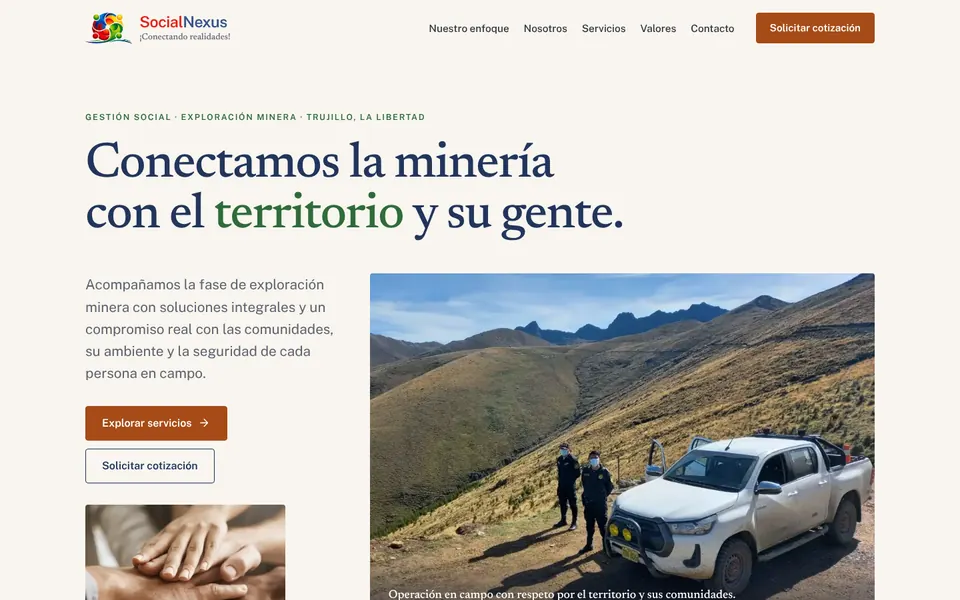 SocialNexus
¡Conectando realidades!
Nuestro enfoque
Nosotros
Servicios
Valores
Contacto
Solicitar cotización
GESTIÓN SOCIAL · EXPLORACIÓN MINERA · TRUJILLO, LA LIBERTAD
Conectamos la minería
con el territorio y su gente.
Acompañamos la fase de exploración
minera con soluciones integrales y un
compromiso real con las comunidades,
su ambiente y la seguridad de cada
persona en campo.
Explorar servicios →
Solicitar cotización
Operación en campo con respeto por el territorio y sus comunidades.